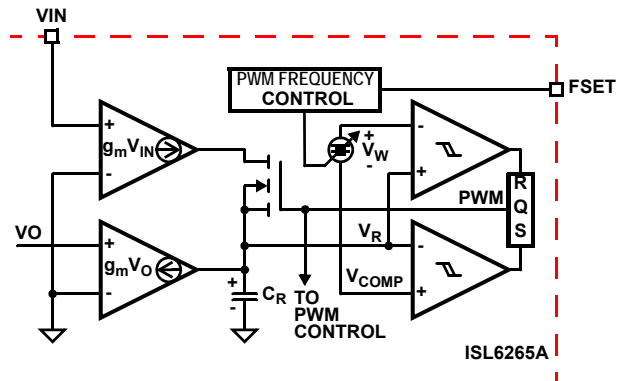 VIN
PWM FREQUENCY
CONTROL
FSET
+
gmVIN
-
+
VW
-
-
+
R
Q
S
PWM
VO
+
gmVO
-
VR
VCOMP
-
+
+
-
CR
TO
PWM
CONTROL
ISL6265A